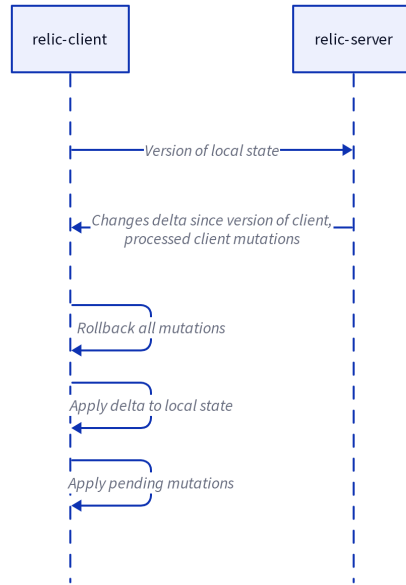 relic-client
relic-server
Version of local state
Changes delta since version of client,
processed client mutations
Rollback all mutations
Apply delta to local state
Apply pending mutations